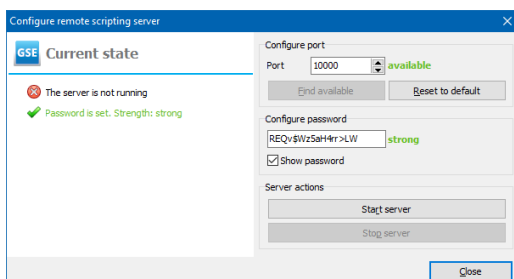 Configure remote scripting server
GSE Current state
The server is not running
Password is set. Strength: strong
Configure port
Port 10000 available
Find available Reset to default
Configure password
REQv$Wz5aH4rr>LW strong
Show password
Server actions
Start server
Stop server
Close